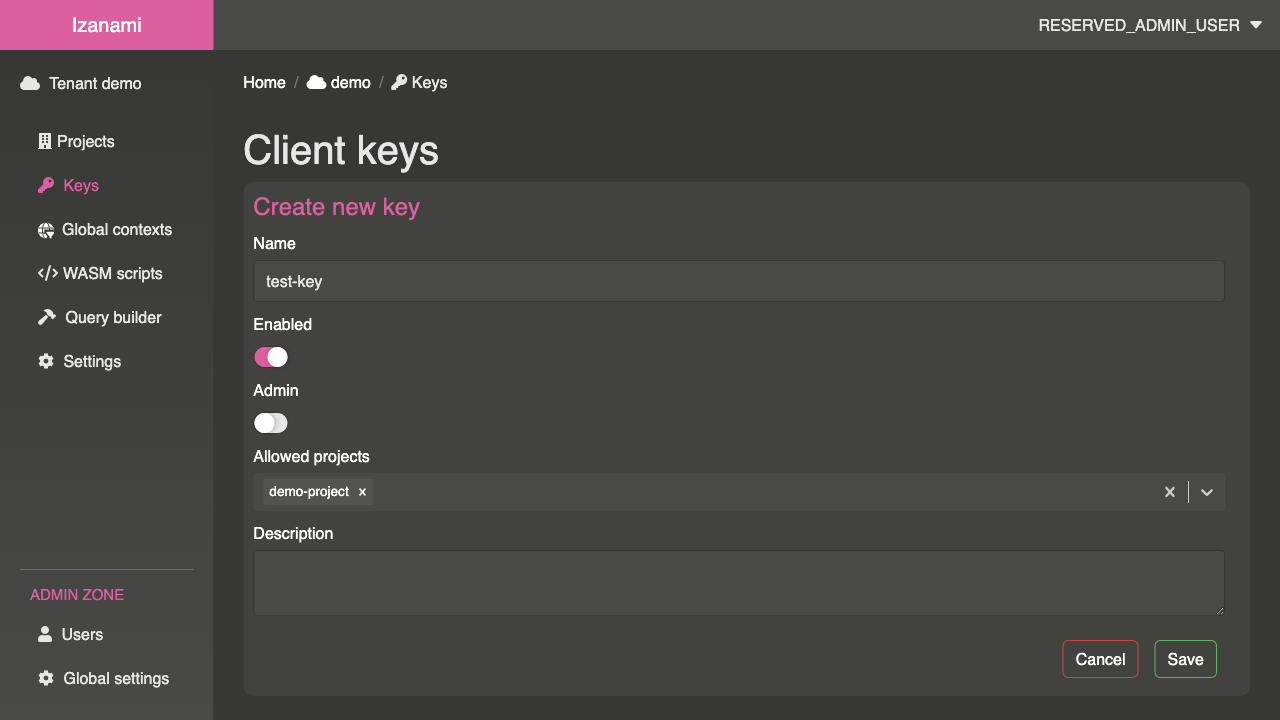 Izanami
RESERVED_ADMIN_USER
Tenant demo
Projects
Keys
Global contexts
WASM scripts
Query builder
Settings
ADMIN ZONE
Users
Global settings
Home / demo / Keys
Client keys
Create new key
Name
test-key
Enabled
Admin
Allowed projects
demo-project
Description
Cancel Save